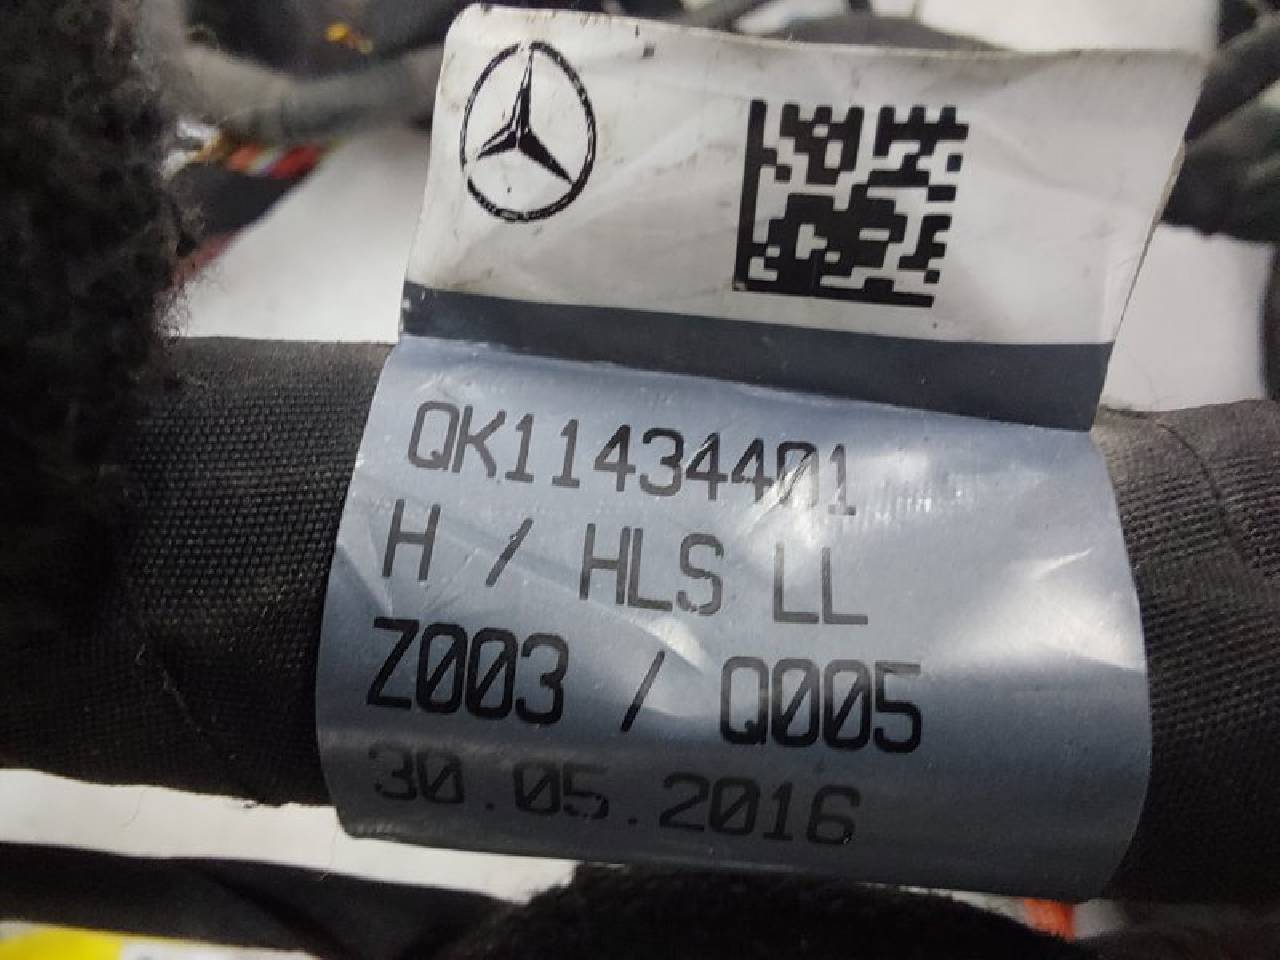 QK11434401
H / HLS LL
Z003 / Q005
30.05.2016